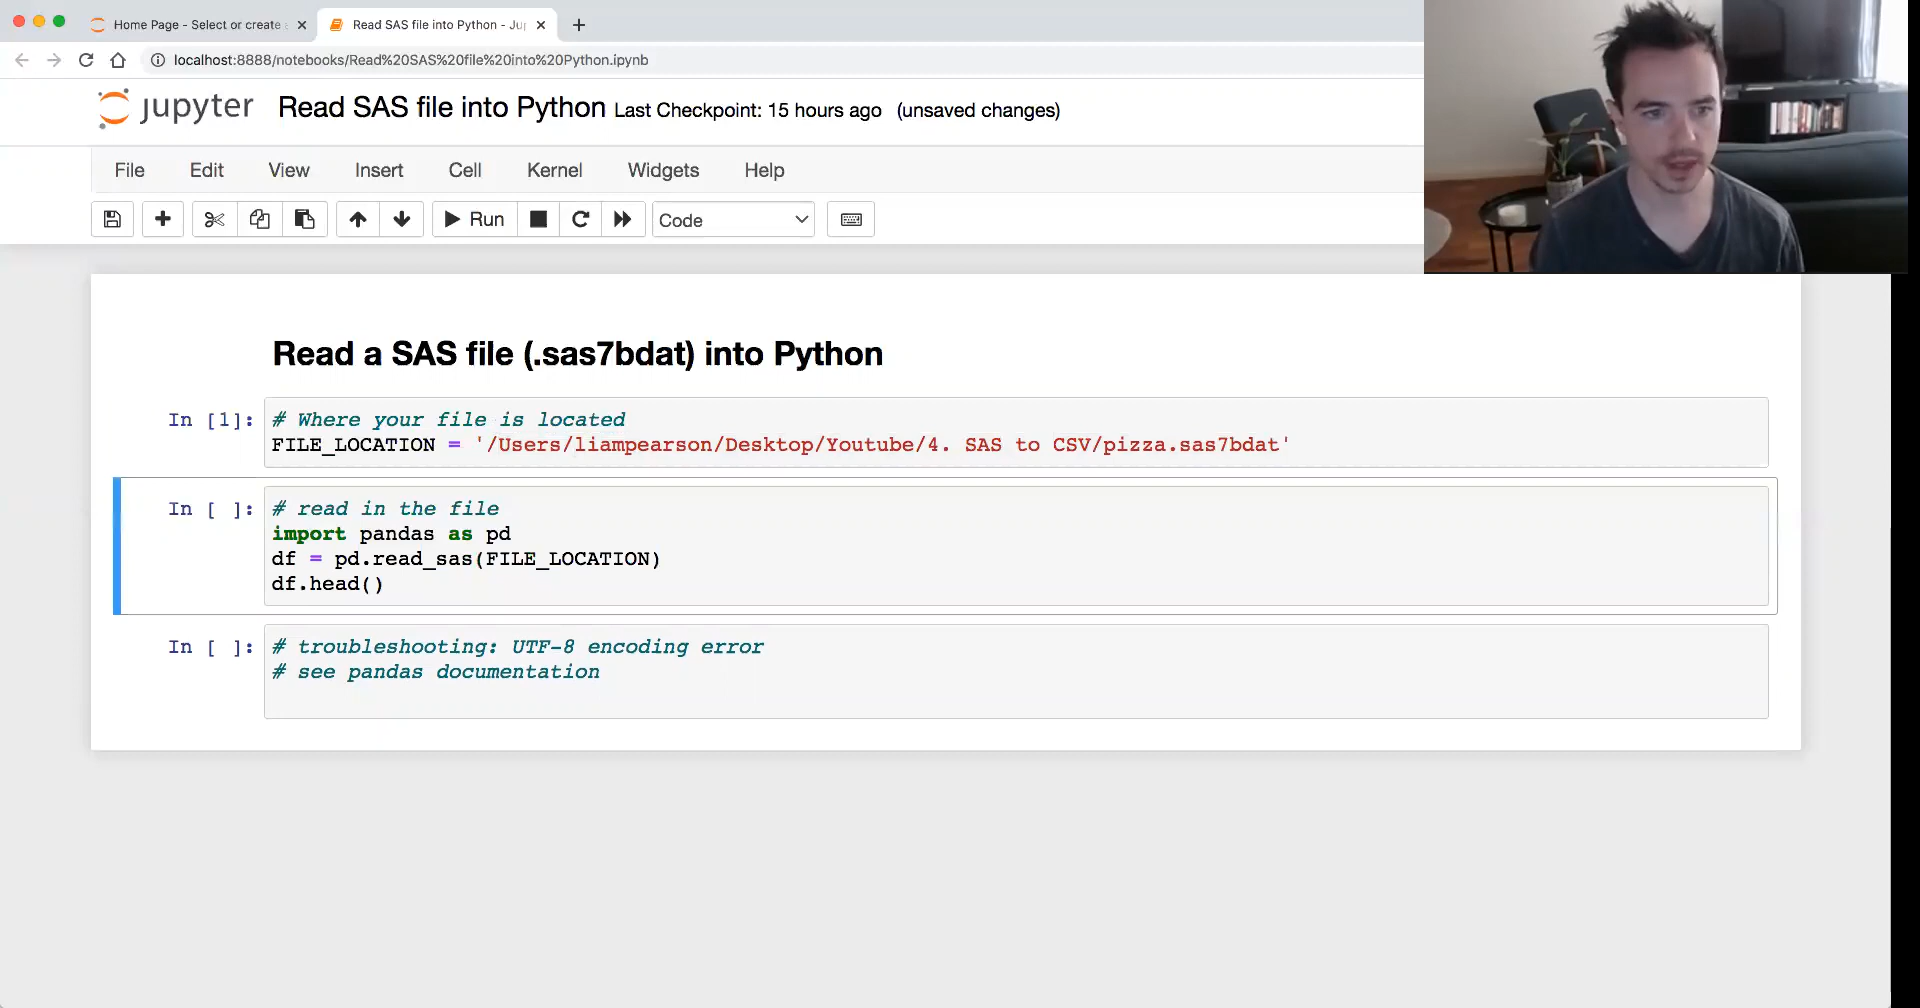 Home Page - Select or create
Read SAS file into Python - Ju
localhost:8888/notebooks/Read%20SAS%20file%20into%20Python.ipynb
jupyter Read SAS file into Python Last Checkpoint: 15 hours ago (unsaved changes)
File Edit View Insert Cell Kernel Widgets Help
Run Code
Read a SAS file (.sas7bdat) into Python
In [1]: # Where your file is located
FILE_LOCATION = '/Users/liampearson/Desktop/Youtube/4. SAS to CSV/pizza.sas7bdat'
In [ ]: # read in the file
import pandas as pd
df = pd.read_sas(FILE_LOCATION)
df.head()
In [ ]: # troubleshooting: UTF-8 encoding error
# see pandas documentation